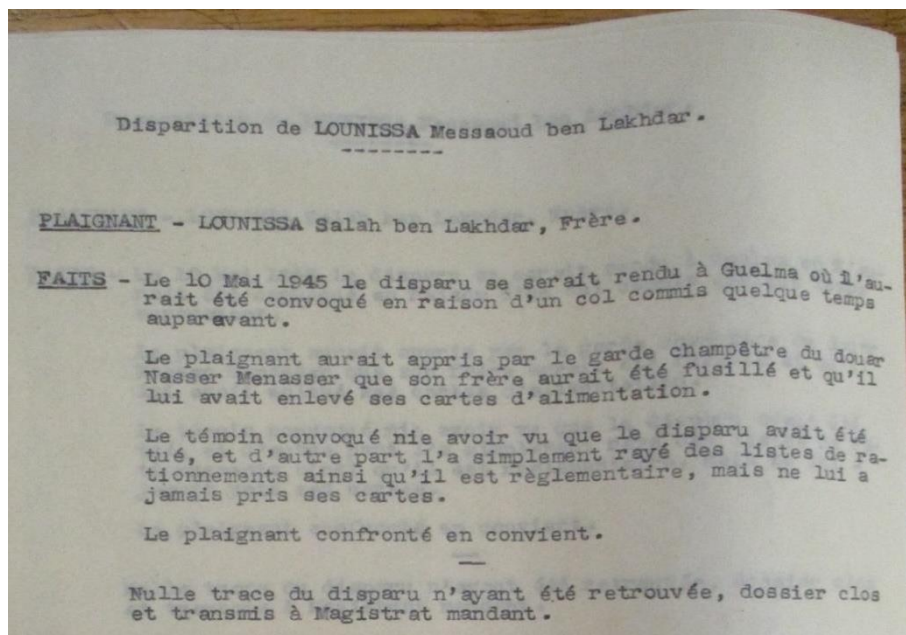 Disparition de LOUNISSA Messaoud ben Lakhdar.
--------
PLAIGNANT - LOUNISSA Salah ben Lakhdar, Frère.
FAITS - Le 10 Mai 1945 le disparu se serait rendu à Guelma où il'au-
rait été convoqué en raison d'un col commis quelque temps
auparavant.
Le plaignant aurait appris par le garde champêtre du douar
Nasser Menasser que son frère aurait été fusillé et qu'il
lui avait enlevé ses cartes d'alimentation.
Le témoin convoqué nie avoir vu que le disparu avait été
tué, et d'autre part l'a simplement rayé des listes de ra-
tionnements ainsi qu'il est règlementaire, mais ne lui a
jamais pris ses cartes.
Le plaignant confronté en convient.
Nulle trace du disparu n'ayant été retrouvée, dossier clos
et transmis à Magistrat mandant.